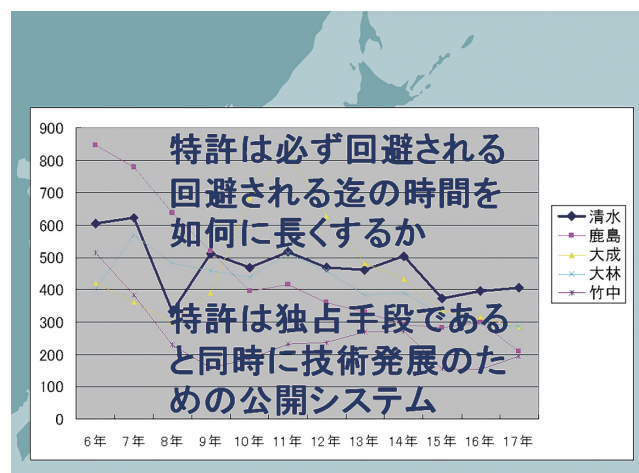 900
800
700
600
500
400
300
200
100
0
特許は必ず回避される
回避される迄の時間を
如何に長くするか
特許は独占手段である
と同時に技術発展のた
めの公開システム
清水
鹿島
大成
大林
竹中
6年 7年 8年 9年 10年 11年 12年 13年 14年 15年 16年 17年